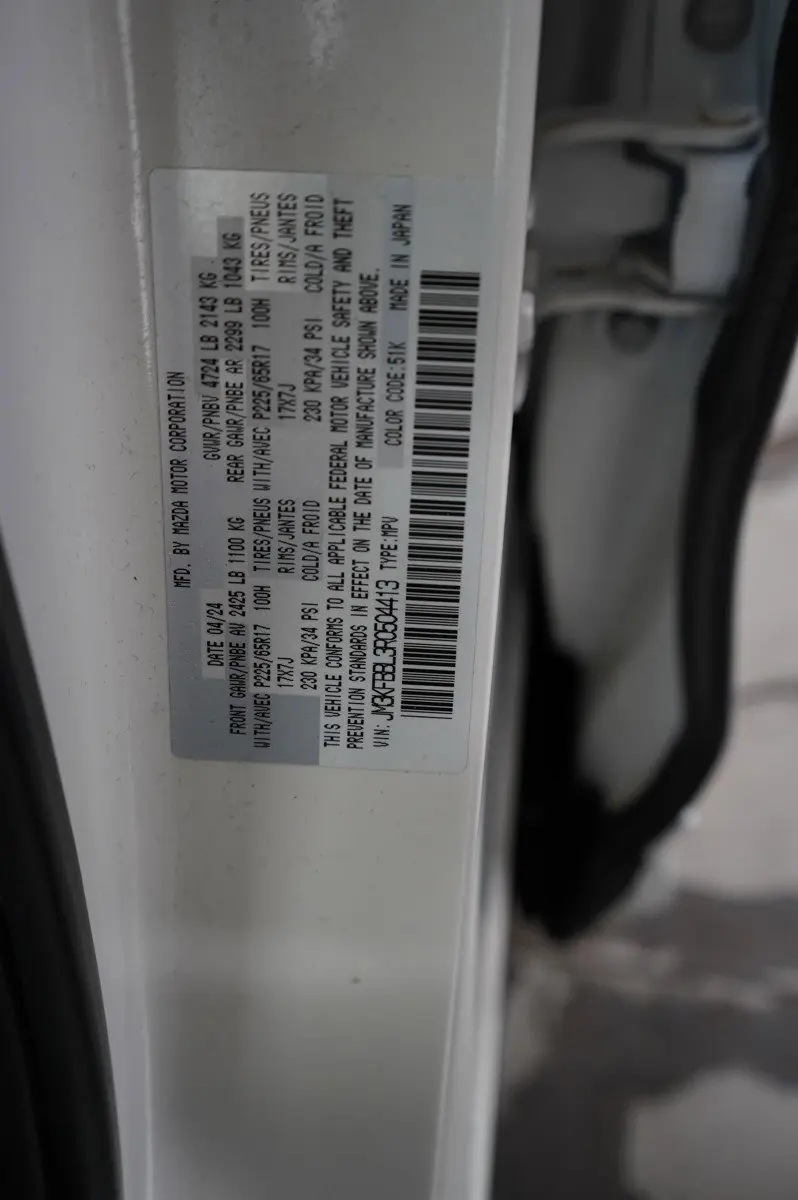 MFD. BY MAZDA MOTOR CORPORATION
DATE 04/24 GVWR/PNBV 4724 LB 2143 KG
FRONT GAWR/PNBE AV 2425 LB 1100 KG REAR GAWR/PNBE AR 2299 LB 1043 KG
WITH/AVEC P225/65R17 100H TIRES/PNEUS WITH/AVEC P225/65R17 100H TIRES/PNEUS
17X7J RIMS/JANTES 17X7J RIMS/JANTES
230 KPA/34 PSI COLD/A FROID 230 KPA/34 PSI COLD/A FROID
THIS VEHICLE CONFORMS TO ALL APPLICABLE FEDERAL MOTOR VEHICLE SAFETY AND THEFT
PREVENTION STANDARDS IN EFFECT ON THE DATE OF MANUFACTURE SHOWN ABOVE.
VIN: JM3KFBBL3R0504413 TYPE:MPV COLOR CODE:51K MADE IN JAPAN